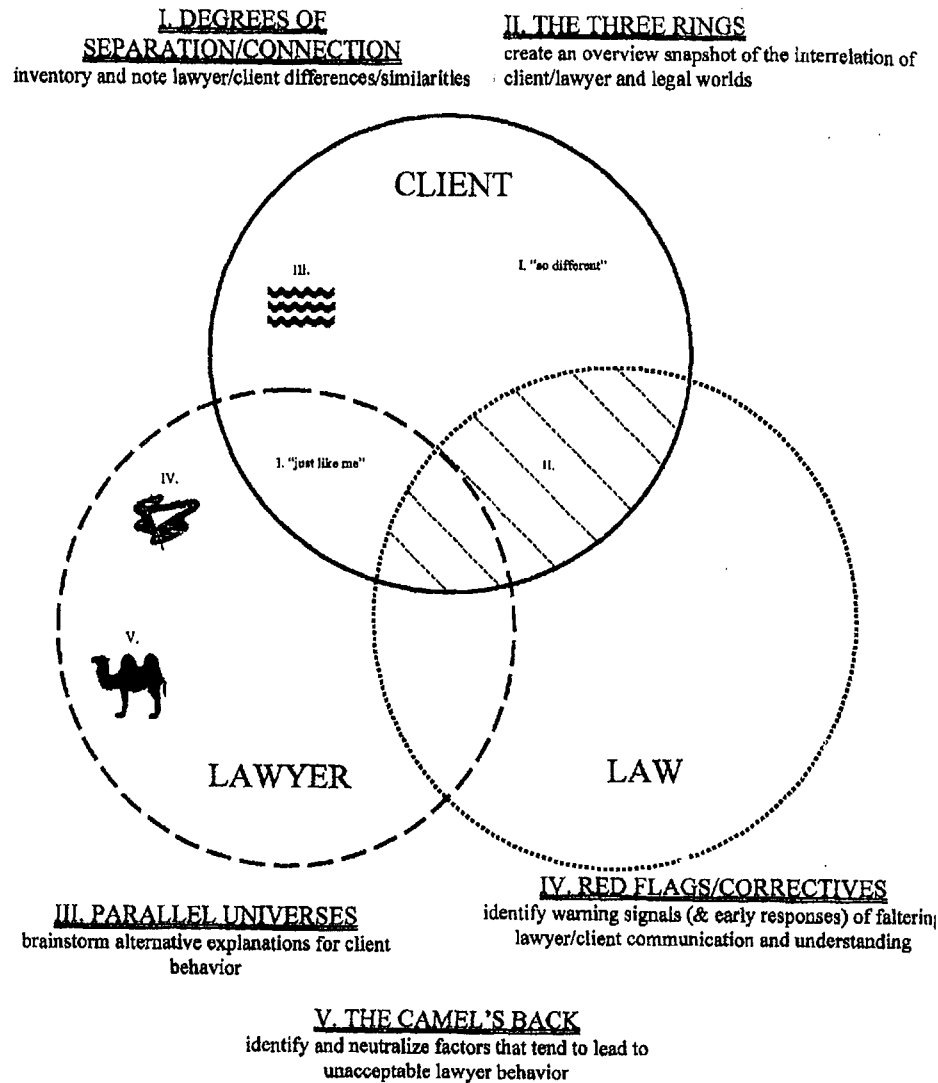 I. DEGREES OF
SEPARATION/CONNECTION
inventory and note lawyer/client differences/similarities
II. THE THREE RINGS
create an overview snapshot of the interrelation of
client/lawyer and legal worlds
CLIENT
III.
I. "so different"
I. "just like me"
II.
IV.
V.
LAWYER
LAW
III. PARALLEL UNIVERSES
brainstorm alternative explanations for client
behavior
IV. RED FLAGS/CORRECTIVES
identify warning signals (& early responses) of faltering
lawyer/client communication and understanding
V. THE CAMEL'S BACK
identify and neutralize factors that tend to lead to
unacceptable lawyer behavior